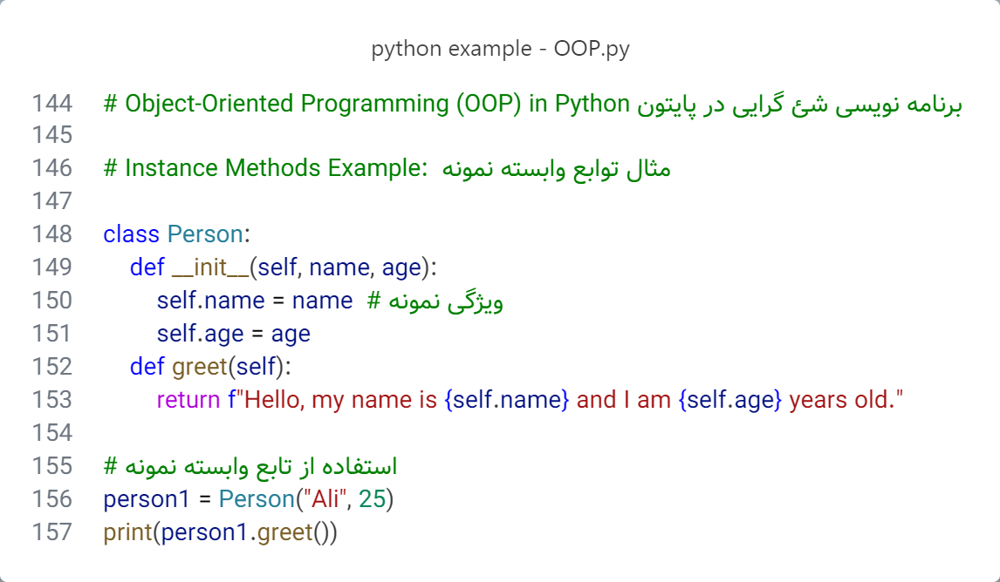 python example - OOP.py
144 # Object-Oriented Programming (OOP) in Python برنامه نویسی شئ گرایی در پایتون
145
146 # Instance Methods Example: مثال توابع وابسته نمونه
147
148 class Person:
149     def __init__(self, name, age):
150         self.name = name  # ویژگی نمونه
151         self.age = age
152     def greet(self):
153         return f"Hello, my name is {self.name} and I am {self.age} years old."
154
155 # استفاده از تابع وابسته نمونه
156 person1 = Person("Ali", 25)
157 print(person1.greet())